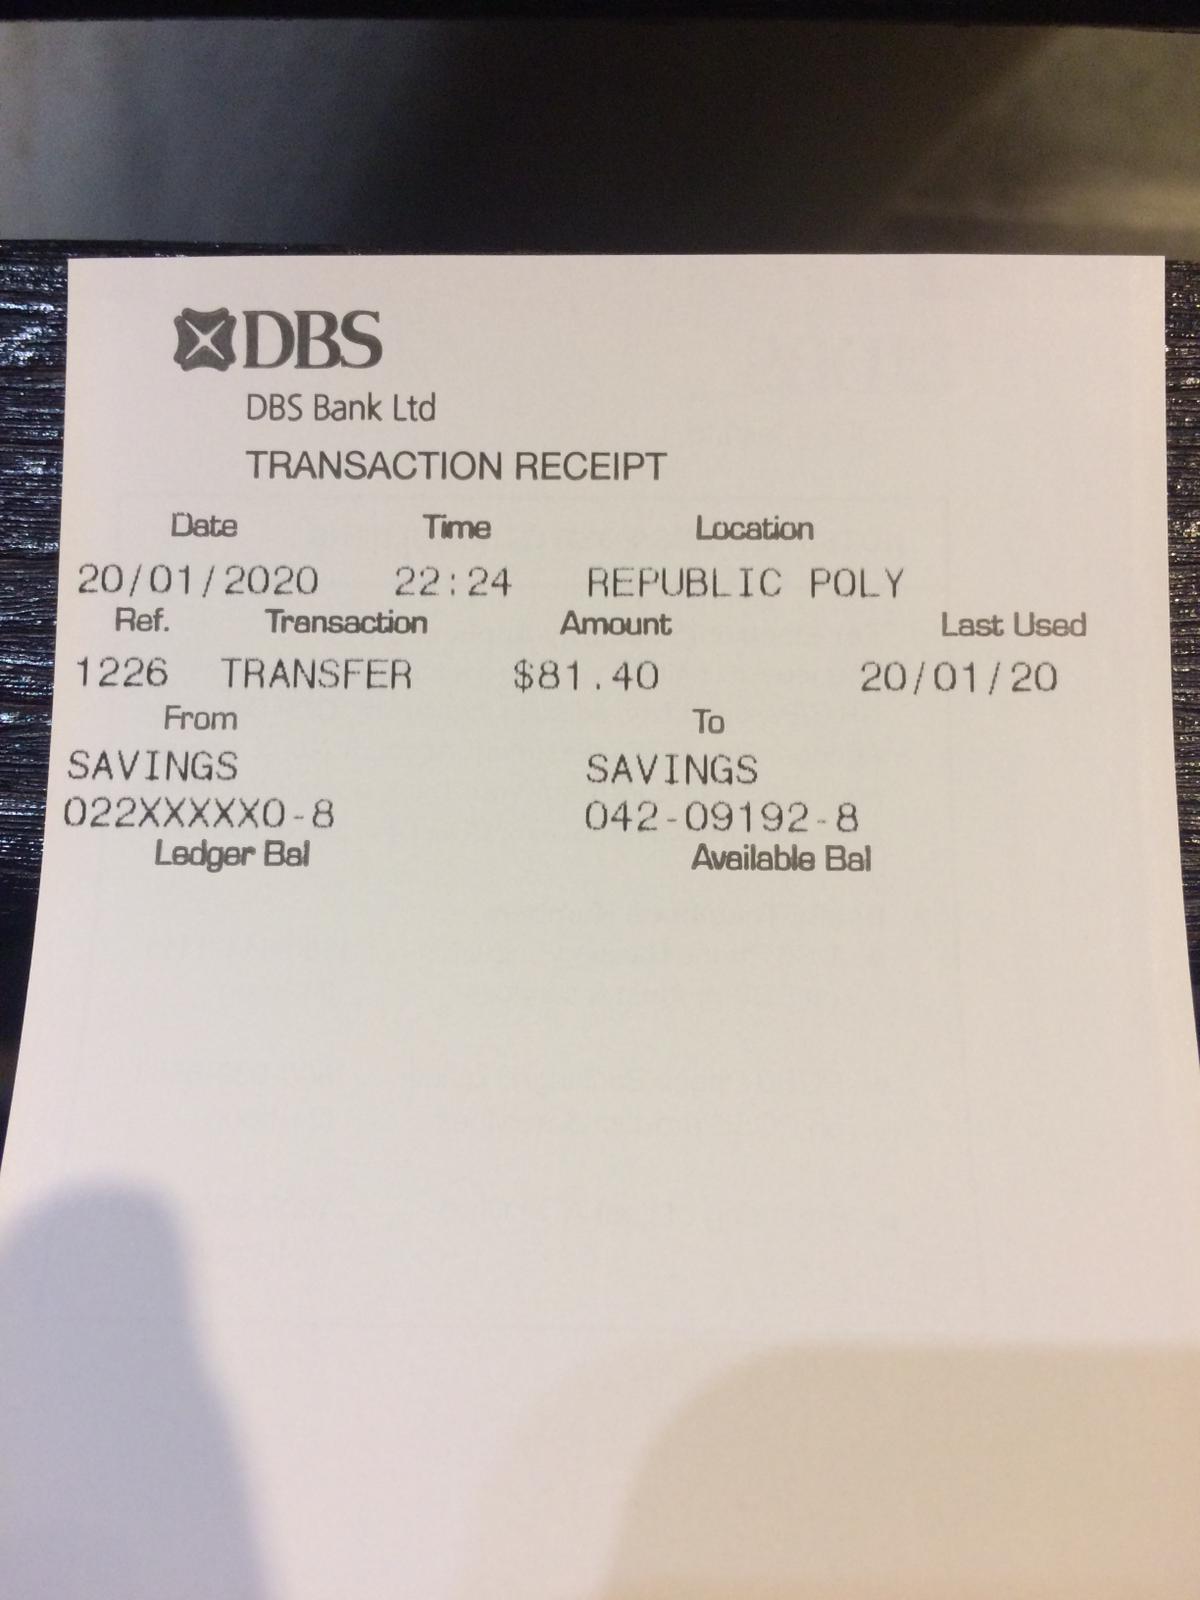 DBS
DBS Bank Ltd
TRANSACTION RECEIPT
Date Time Location
20/01/2020 22:24 REPUBLIC POLY
Ref. Transaction Amount Last Used
1226 TRANSFER $81.40 20/01/20
From To
SAVINGS SAVINGS
022XXXXX0-8 042-09192-8
Ledger Bal Available Bal